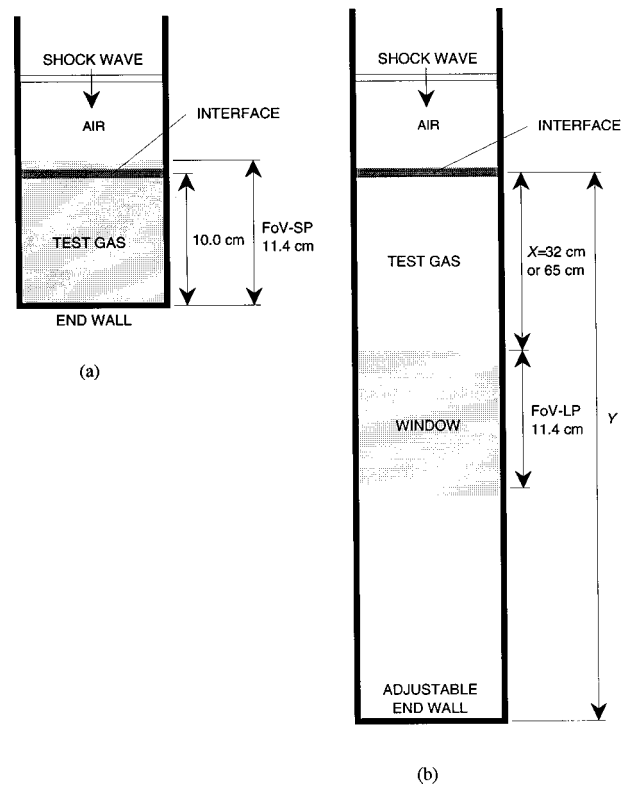 SHOCK WAVE
AIR
INTERFACE
TEST GAS
10.0 cm
FoV-SP
11.4 cm
END WALL
(a)
SHOCK WAVE
AIR
INTERFACE
TEST GAS
X=32 cm
or 65 cm
WINDOW
FoV-LP
11.4 cm
Y
ADJUSTABLE
END WALL
(b)